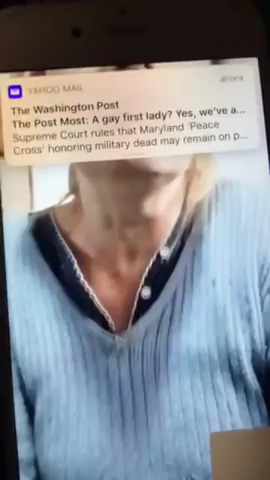 YAHOO MAIL
ahora
The Washington Post
The Post Most: A gay first lady? Yes, we've a...
Supreme Court rules that Maryland 'Peace
Cross' honoring military dead may remain on p...